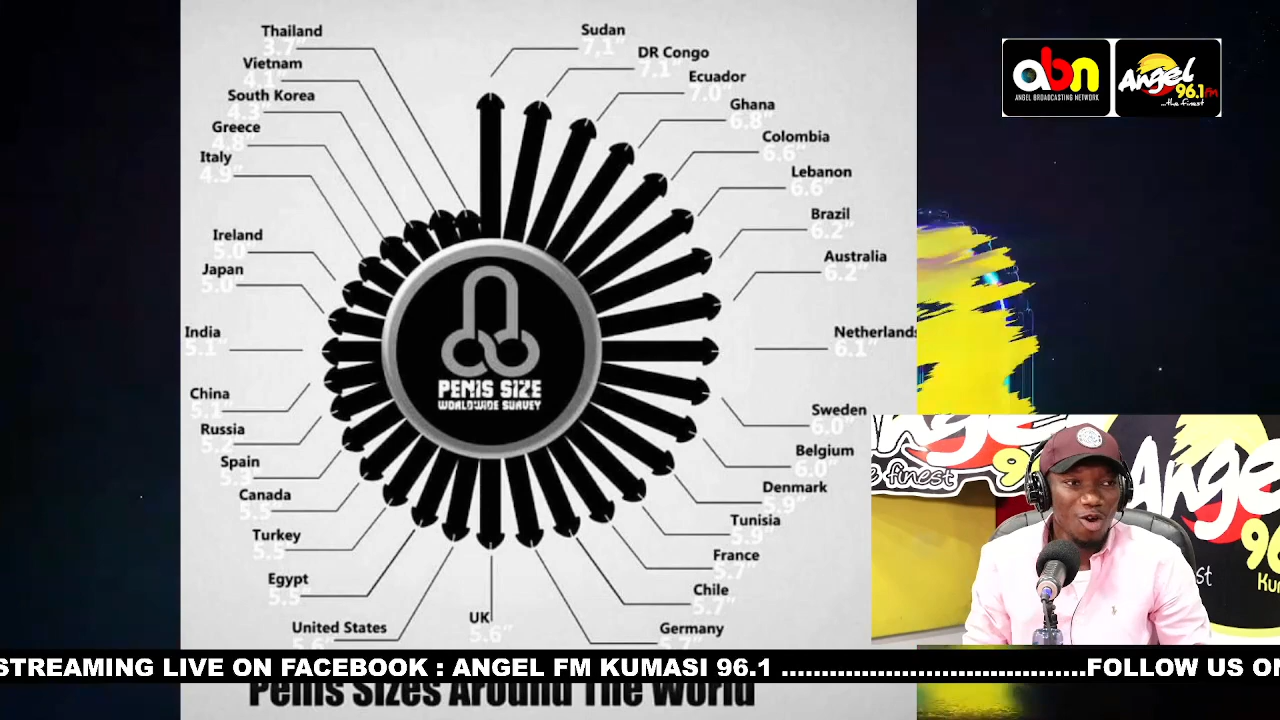 Thailand
3.7"
Vietnam
4.1"
South Korea
4.3"
Greece
4.8"
Italy
4.9"
Ireland
5.0"
Japan
5.0"
India
5.1"
China
5.1"
Russia
5.2"
Spain
5.3"
Canada
5.5"
Turkey
5.5"
Egypt
5.5"
United States
5.6"
UK
5.6"
Sudan
7,1"
DR Congo
7.1"
Ecuador
7.0"
Ghana
6.8"
Colombia
6.6"
Lebanon
6.6"
Brazil
6.2"
Australia
6.2"
Netherlands
6.1"
Sweden
6.0"
Belgium
6.0"
Denmark
5.9"
Tunisia
5.9"
France
5.7"
Chile
5.7"
Germany
5.7"
PENIS SIZE
WORLDWIDE SURVEY
Penis Sizes Around The World
abn
ANGEL BROADCASTING NETWORK
Angel
96.1 FM
...the finest
Angel
finest
Angel
96
st
STREAMING LIVE ON FACEBOOK : ANGEL FM KUMASI 96.1 .....................................FOLLOW US ON